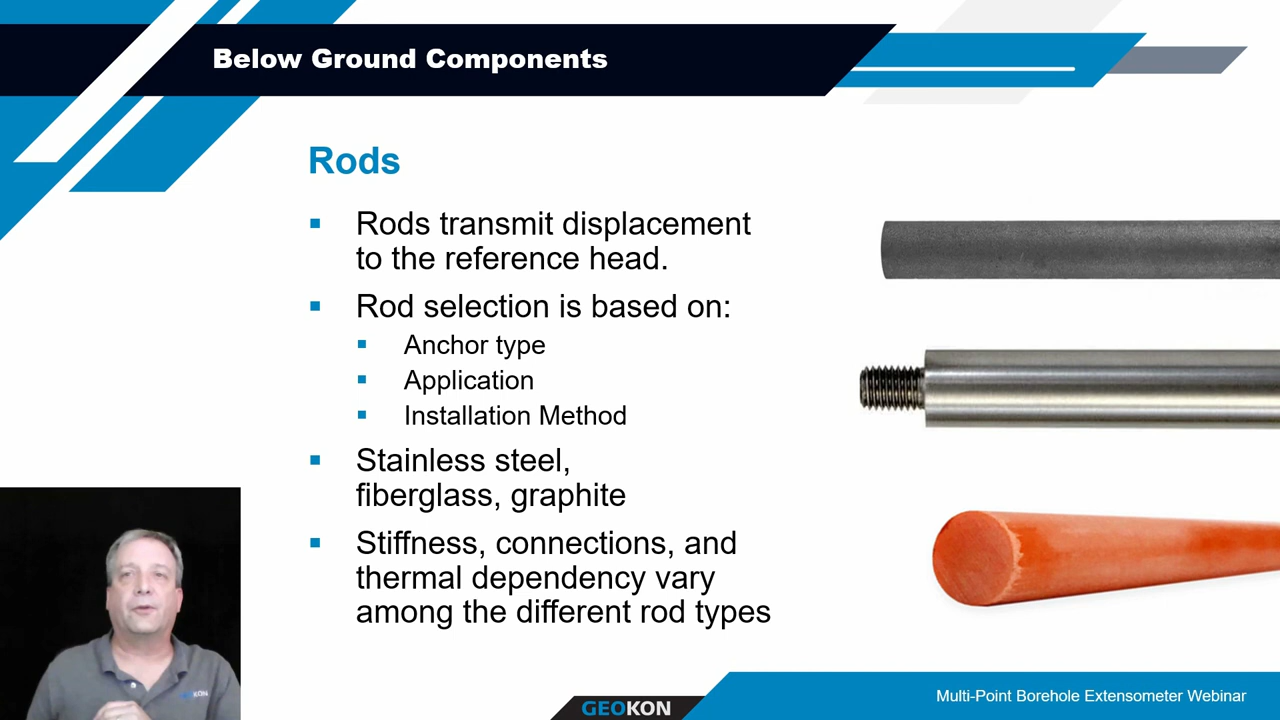 Below Ground Components
Rods
Rods transmit displacement
to the reference head.
Rod selection is based on:
Anchor type
Application
Installation Method
Stainless steel,
fiberglass, graphite
Stiffness, connections, and
thermal dependency vary
among the different rod types
GEOKON
GEOKON
Multi-Point Borehole Extensometer Webinar